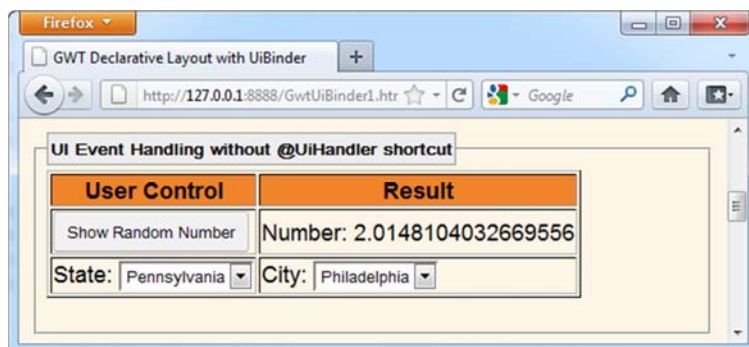 Firefox
GWT Declarative Layout with UiBinder
http://127.0.0.1:8888/GwtUiBinder1.htr
Google
UI Event Handling without @UiHandler shortcut
User Control Result
Show Random Number Number: 2.0148104032669556
State: Pennsylvania City: Philadelphia